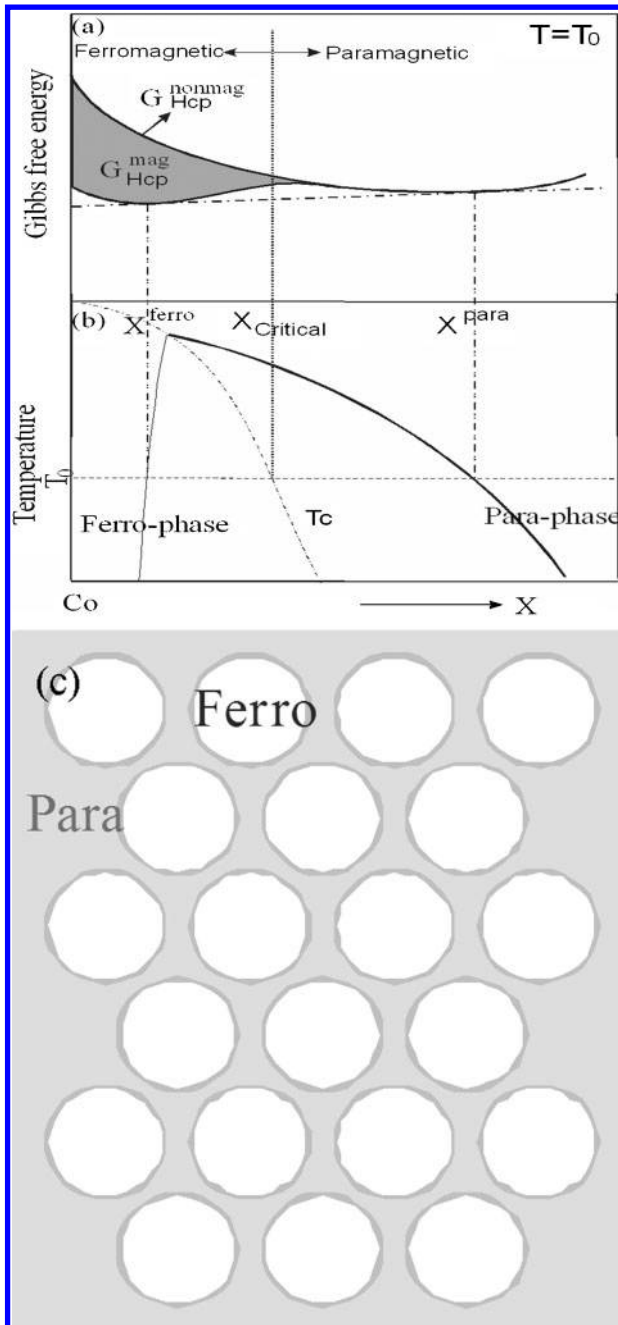 (a)
Ferromagnetic
Paramagnetic
T=T0
G Hcp nonmag
G Hcp mag
Gibbs free energy
(b)
X ferro
X Critical
X para
Temperature
T0
Ferro-phase
Tc
Para-phase
Co
X
(c)
Ferro
Para